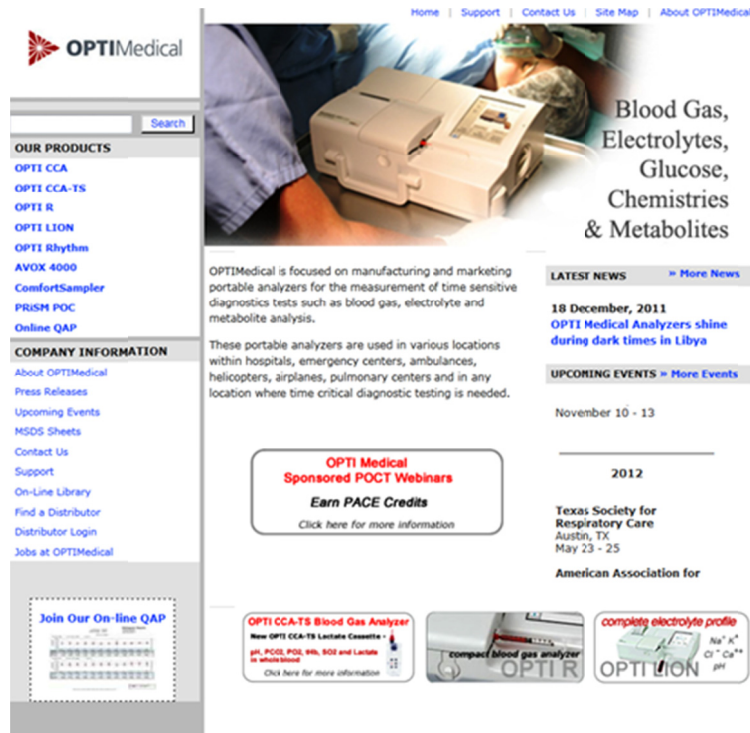 Home | Support | Contact Us | Site Map | About OPTIMedical
OPTIMedical
Search
OUR PRODUCTS
OPTI CCA
OPTI CCA-TS
OPTI R
OPTI LION
OPTI Rhythm
AVOX 4000
ComfortSampler
PRiSM POC
Online QAP
COMPANY INFORMATION
About OPTIMedical
Press Releases
Upcoming Events
MSDS Sheets
Contact Us
Support
On-Line Library
Find a Distributor
Distributor Login
Jobs at OPTIMedical
Join Our On-line QAP
Blood Gas,
Electrolytes,
Glucose,
Chemistries
& Metabolites
OPTIMedical is focused on manufacturing and marketing
portable analyzers for the measurement of time sensitive
diagnostics tests such as blood gas, electrolyte and
metabolite analysis.
These portable analyzers are used in various locations
within hospitals, emergency centers, ambulances,
helicopters, airplanes, pulmonary centers and in any
location where time critical diagnostic testing is needed.
OPTI Medical
Sponsored POCT Webinars
Earn PACE Credits
Click here for more information
LATEST NEWS » More News
18 December, 2011
OPTI Medical Analyzers shine
during dark times in Libya
UPCOMING EVENTS » More Events
November 10 - 13
2012
Texas Society for
Respiratory Care
Austin, TX
May 23 - 25
American Association for
OPTI CCA-TS Blood Gas Analyzer
New OPTI CCA-TS Lactate Cassette -
pH, PCO2, PO2, tHb, SO2 and Lactate
in whole blood
Click here for more information
compact blood gas analyzer
OPTI R
complete electrolyte profile
Na+ K+
Cl- Ca++
pH
OPTI LION